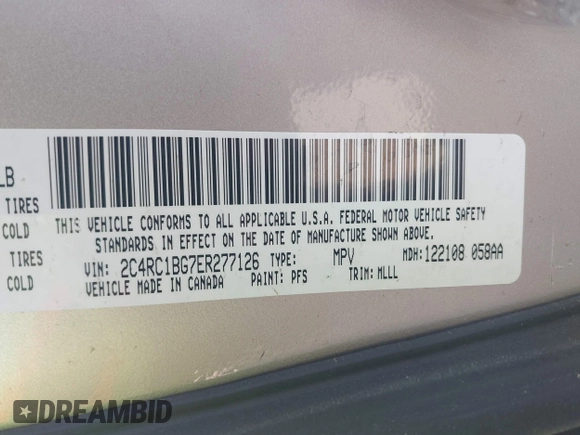 LB
TIRES
COLD
TIRES
COLD
THIS VEHICLE CONFORMS TO ALL APPLICABLE U.S.A. FEDERAL MOTOR VEHICLE SAFETY
STANDARDS IN EFFECT ON THE DATE OF MANUFACTURE SHOWN ABOVE.
VIN: 2C4RC1BG7ER277126 TYPE: MPV MDH: 122108 058AA
VEHICLE MADE IN CANADA PAINT: PFS TRIM: MLLL
DREAMBID